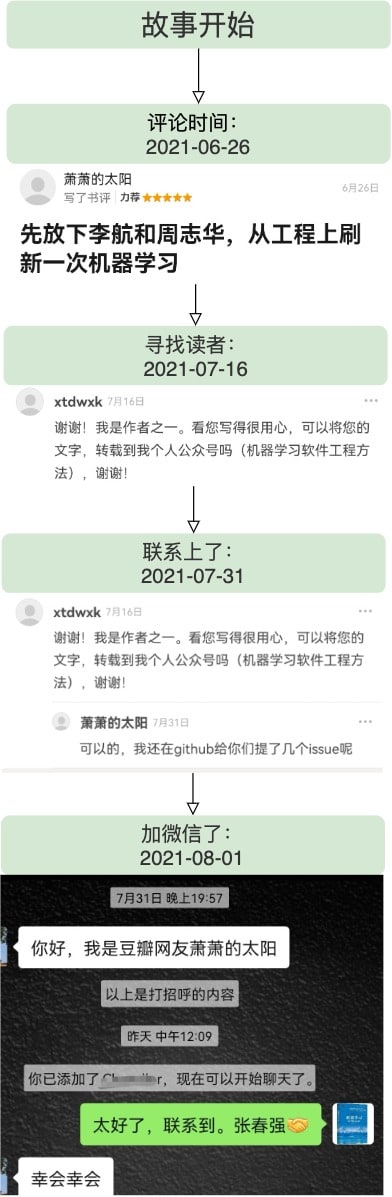 故事开始
评论时间：
2021-06-26
萧萧的太阳
写了书评 力荐 ★★★★★
6月26日
先放下李航和周志华，从工程上刷
新一次机器学习
寻找读者：
2021-07-16
xtdwxk 7月16日
谢谢！我是作者之一。看您写得很用心，可以将您的
文字，转载到我个人公众号吗（机器学习软件工程方
法），谢谢！
联系上了：
2021-07-31
xtdwxk 7月16日
谢谢！我是作者之一。看您写得很用心，可以将您的
文字，转载到我个人公众号吗（机器学习软件工程方
法），谢谢！
萧萧的太阳 7月31日
可以的，我还在github给你们提了几个issue呢
加微信了：
2021-08-01
7月31日 晚上19:57
你好，我是豆瓣网友萧萧的太阳
以上是打招呼的内容
昨天 中午12:09
你已添加了，现在可以开始聊天了。
太好了，联系到。张春强🤝
幸会幸会